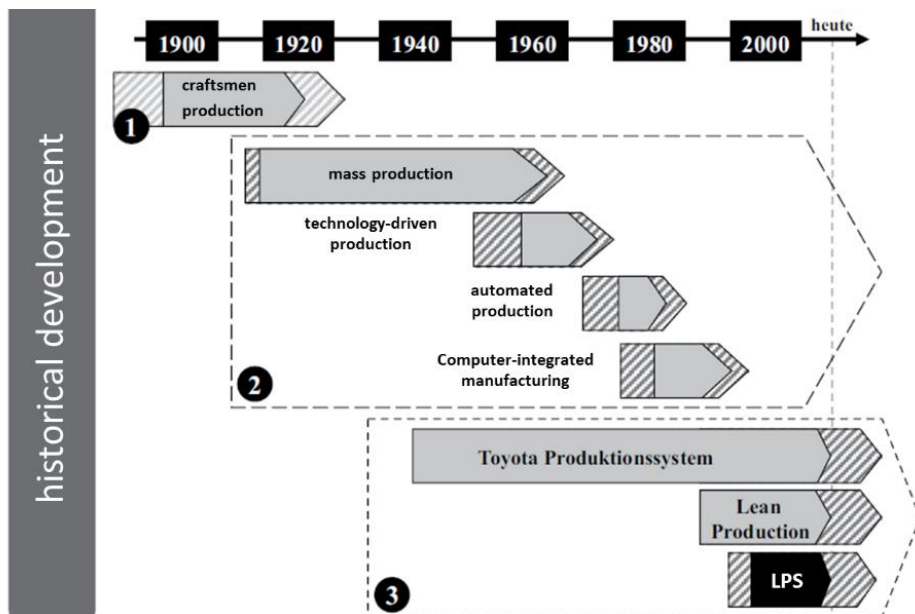 historical development
1900
1920
1940
1960
1980
2000
heute
craftsmen
production
1
mass production
technology-driven
production
automated
production
Computer-integrated
manufacturing
2
Toyota Produktionssystem
Lean
Production
LPS
3